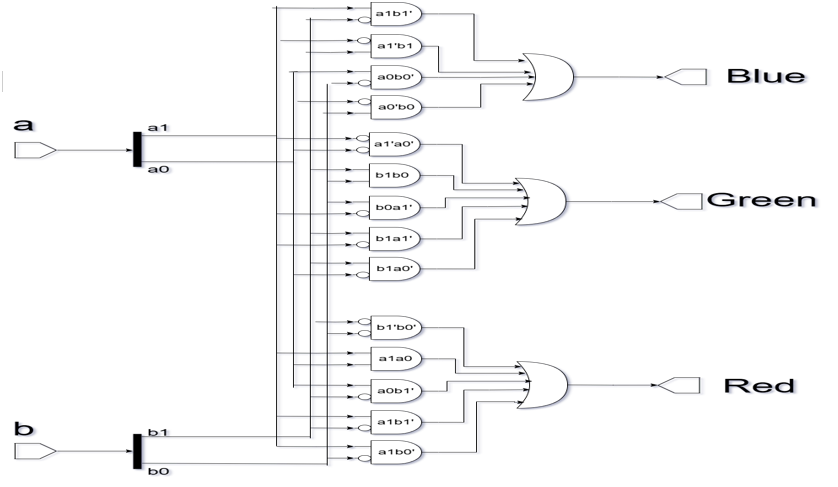 a1b1'
a1'b1
a0b0'
a0'b0
Blue
a
a1
a0
a1'a0'
b1b0
b0a1'
b1a1'
b1a0'
Green
b1'b0'
a1a0
a0b1'
a1b1'
a1b0'
Red
b
b1
b0